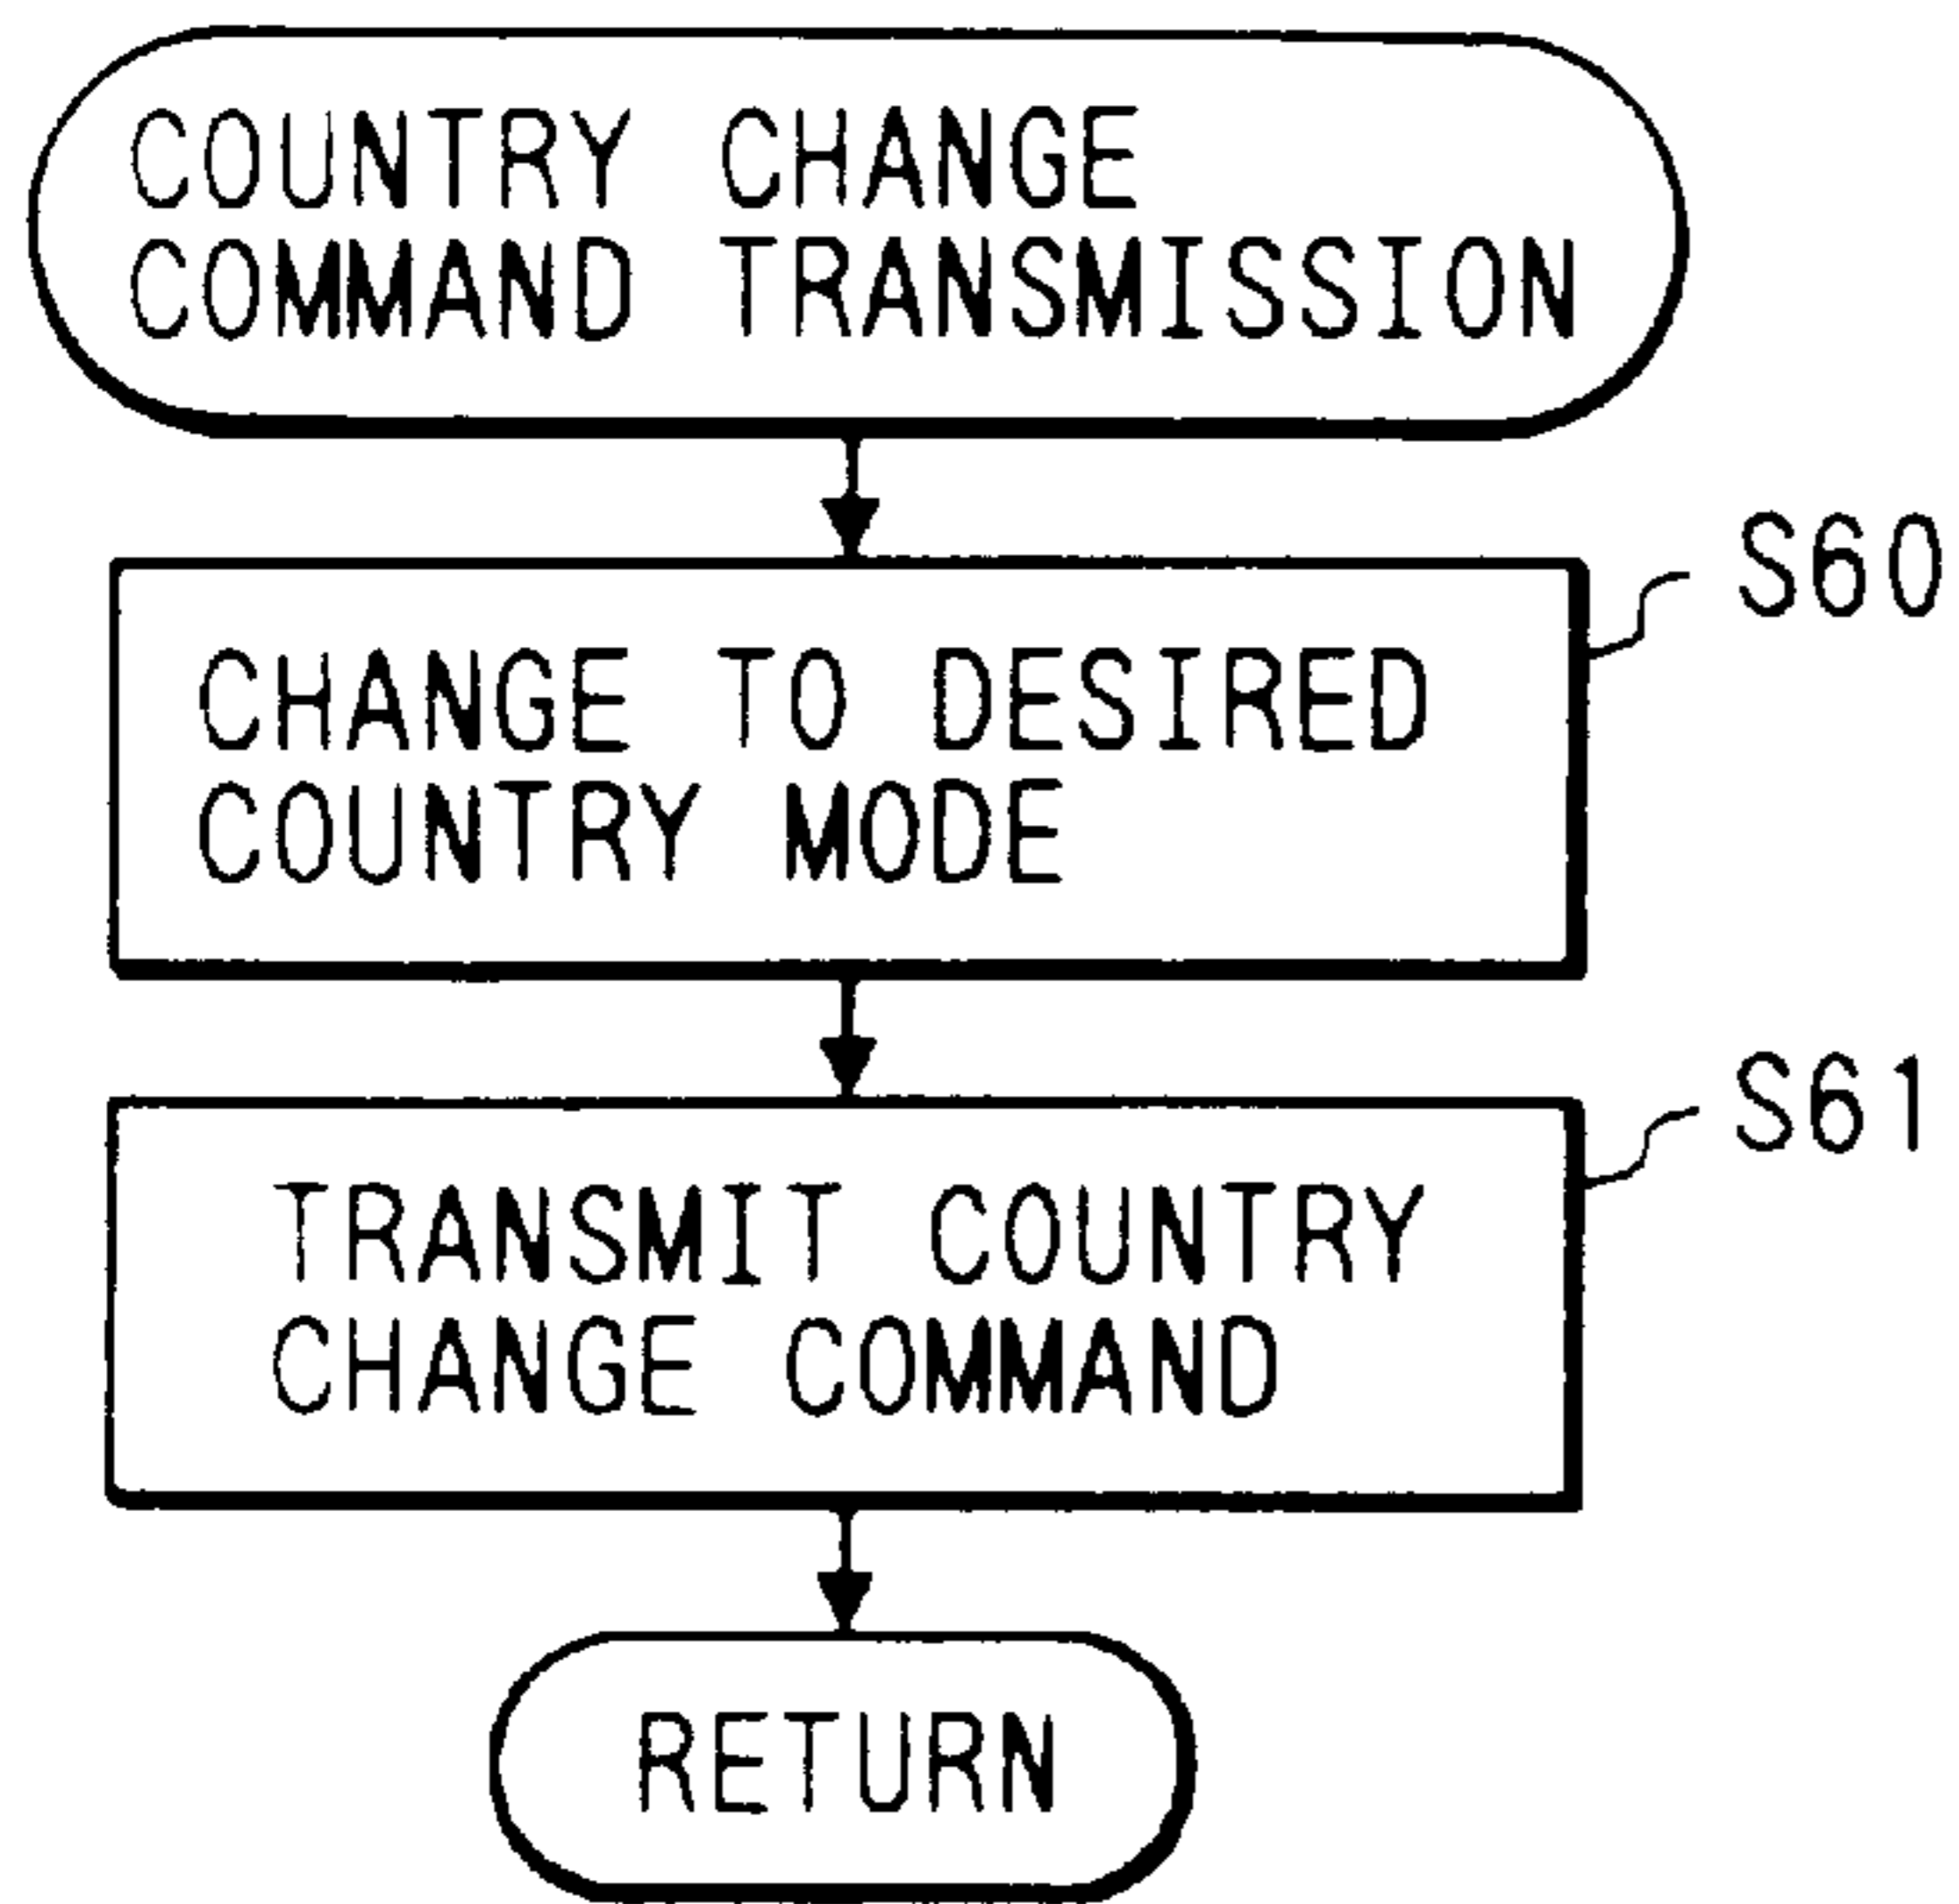 COUNTRY CHANGE
COMMAND TRANSMISSION
S60
CHANGE TO DESIRED
COUNTRY MODE
S61
TRANSMIT COUNTRY
CHANGE COMMAND
RETURN